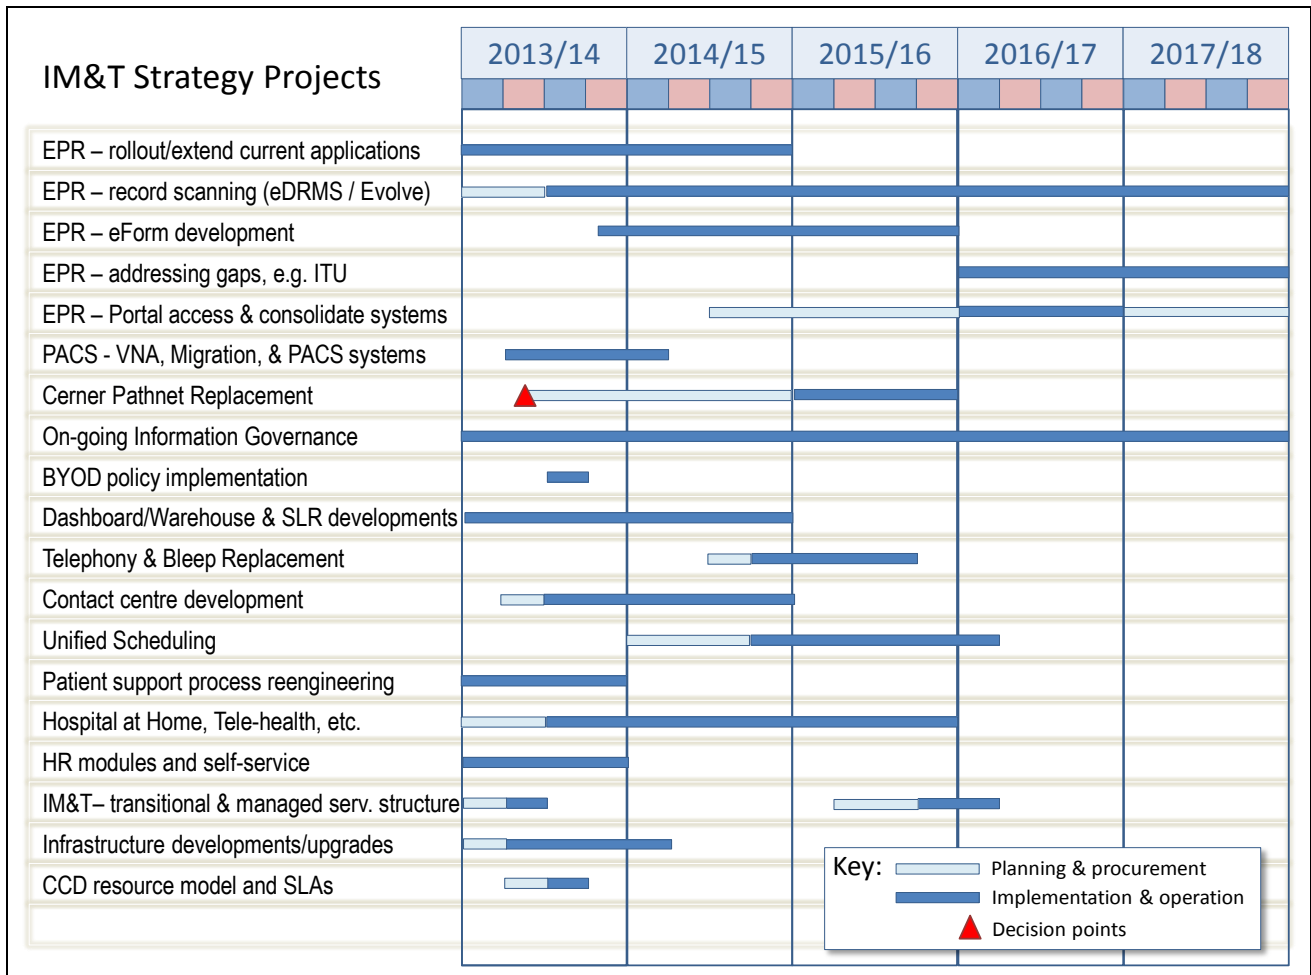 IM&T Strategy Projects
2013/14 2014/15 2015/16 2016/17 2017/18
EPR – rollout/extend current applications
EPR – record scanning (eDRMS / Evolve)
EPR – eForm development
EPR – addressing gaps, e.g. ITU
EPR – Portal access & consolidate systems
PACS - VNA, Migration, & PACS systems
Cerner Pathnet Replacement
On-going Information Governance
BYOD policy implementation
Dashboard/Warehouse & SLR developments
Telephony & Bleep Replacement
Contact centre development
Unified Scheduling
Patient support process reengineering
Hospital at Home, Tele-health, etc.
HR modules and self-service
IM&T– transitional & managed serv. structure
Infrastructure developments/upgrades
CCD resource model and SLAs
Key: Planning & procurement
Implementation & operation
Decision points